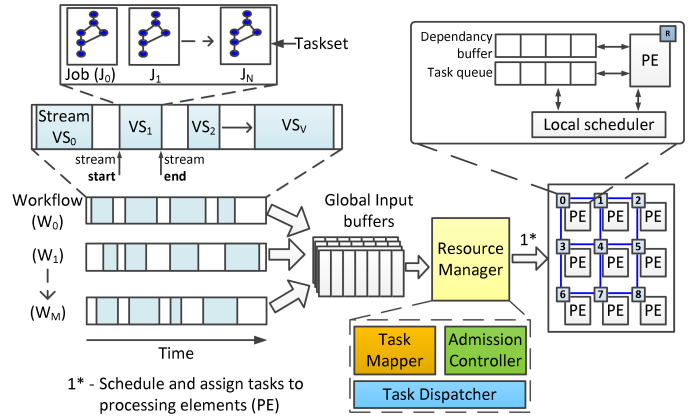 Job (J0)
J1
JN
Taskset
Stream
VS0
VS1
VS2
VSV
stream
start
stream
end
Workflow
(W0)
(W1)
(WM)
Time
1* - Schedule and assign tasks to
processing elements (PE)
Global Input
buffers
Resource
Manager
1*
Task
Mapper
Admission
Controller
Task Dispatcher
Dependancy
buffer
Task queue
R
PE
Local scheduler
0 1 2
PE PE PE
3 4 5
PE PE PE
6 7 8
PE PE PE